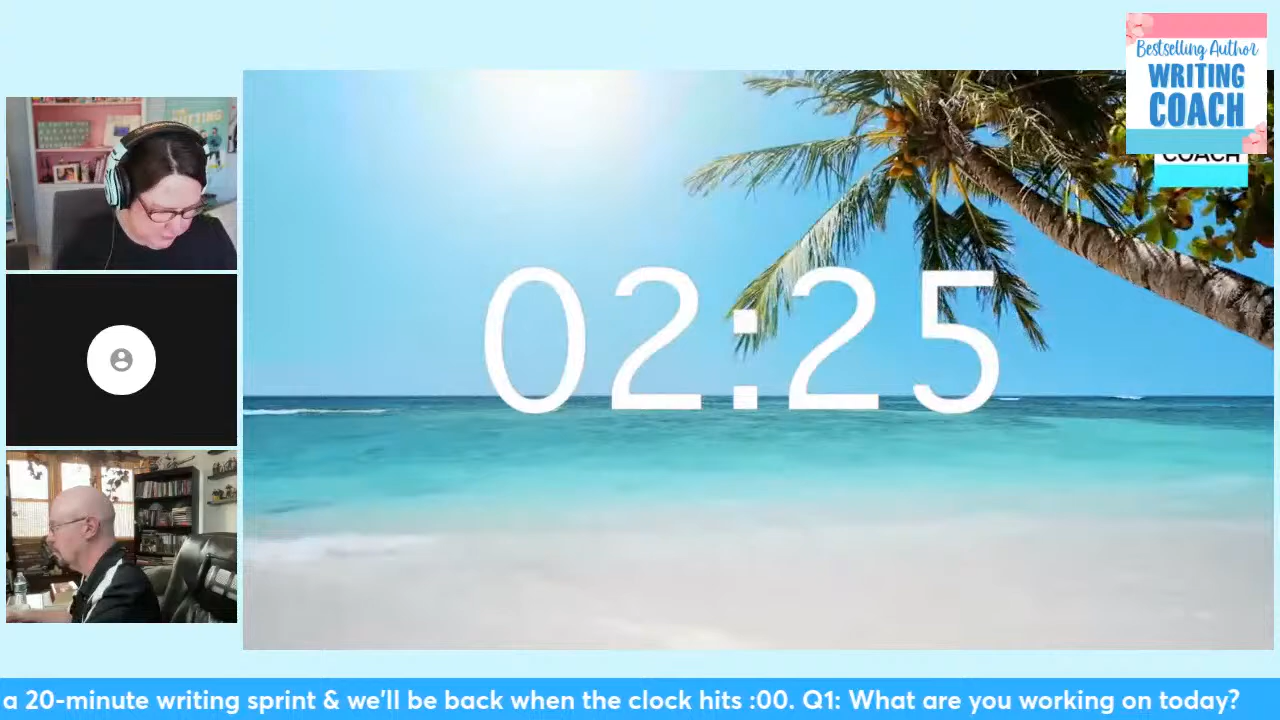 Bestselling Author
WRITING
COACH
COACH
02:25
a 20-minute writing sprint & we'll be back when the clock hits :00. Q1: What are you working on today?